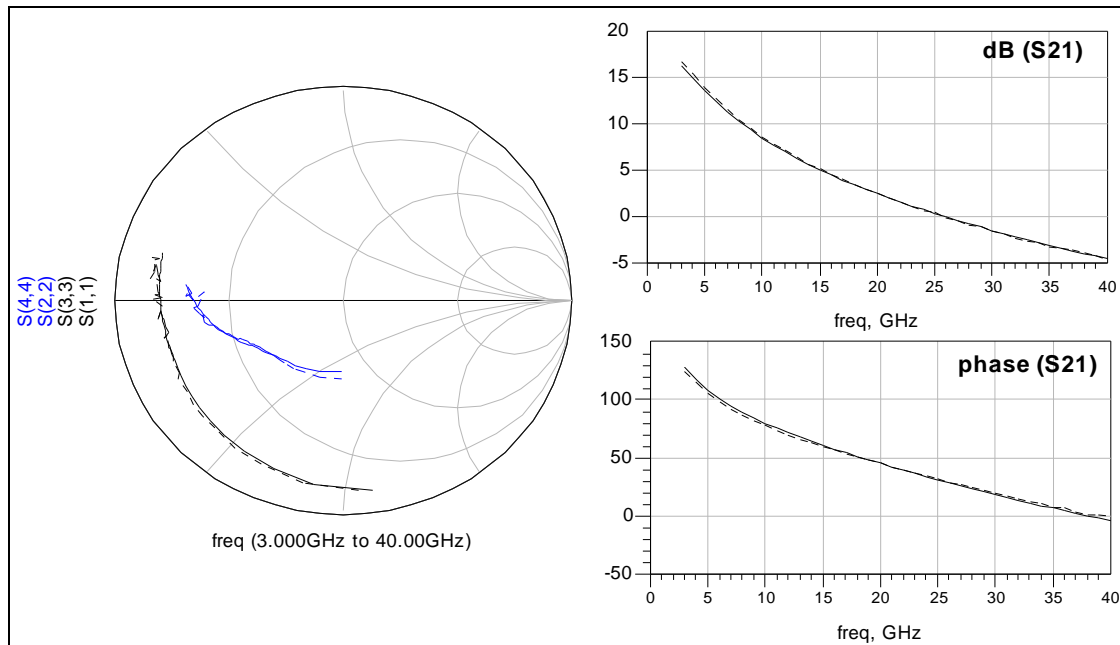 S(4,4)
S(2,2)
S(3,3)
S(1,1)
freq (3.000GHz to 40.00GHz)
dB (S21)
20
15
10
5
0
-5
0 5 10 15 20 25 30 35 40
freq, GHz
phase (S21)
150
100
50
0
-50
0 5 10 15 20 25 30 35 40
freq, GHz